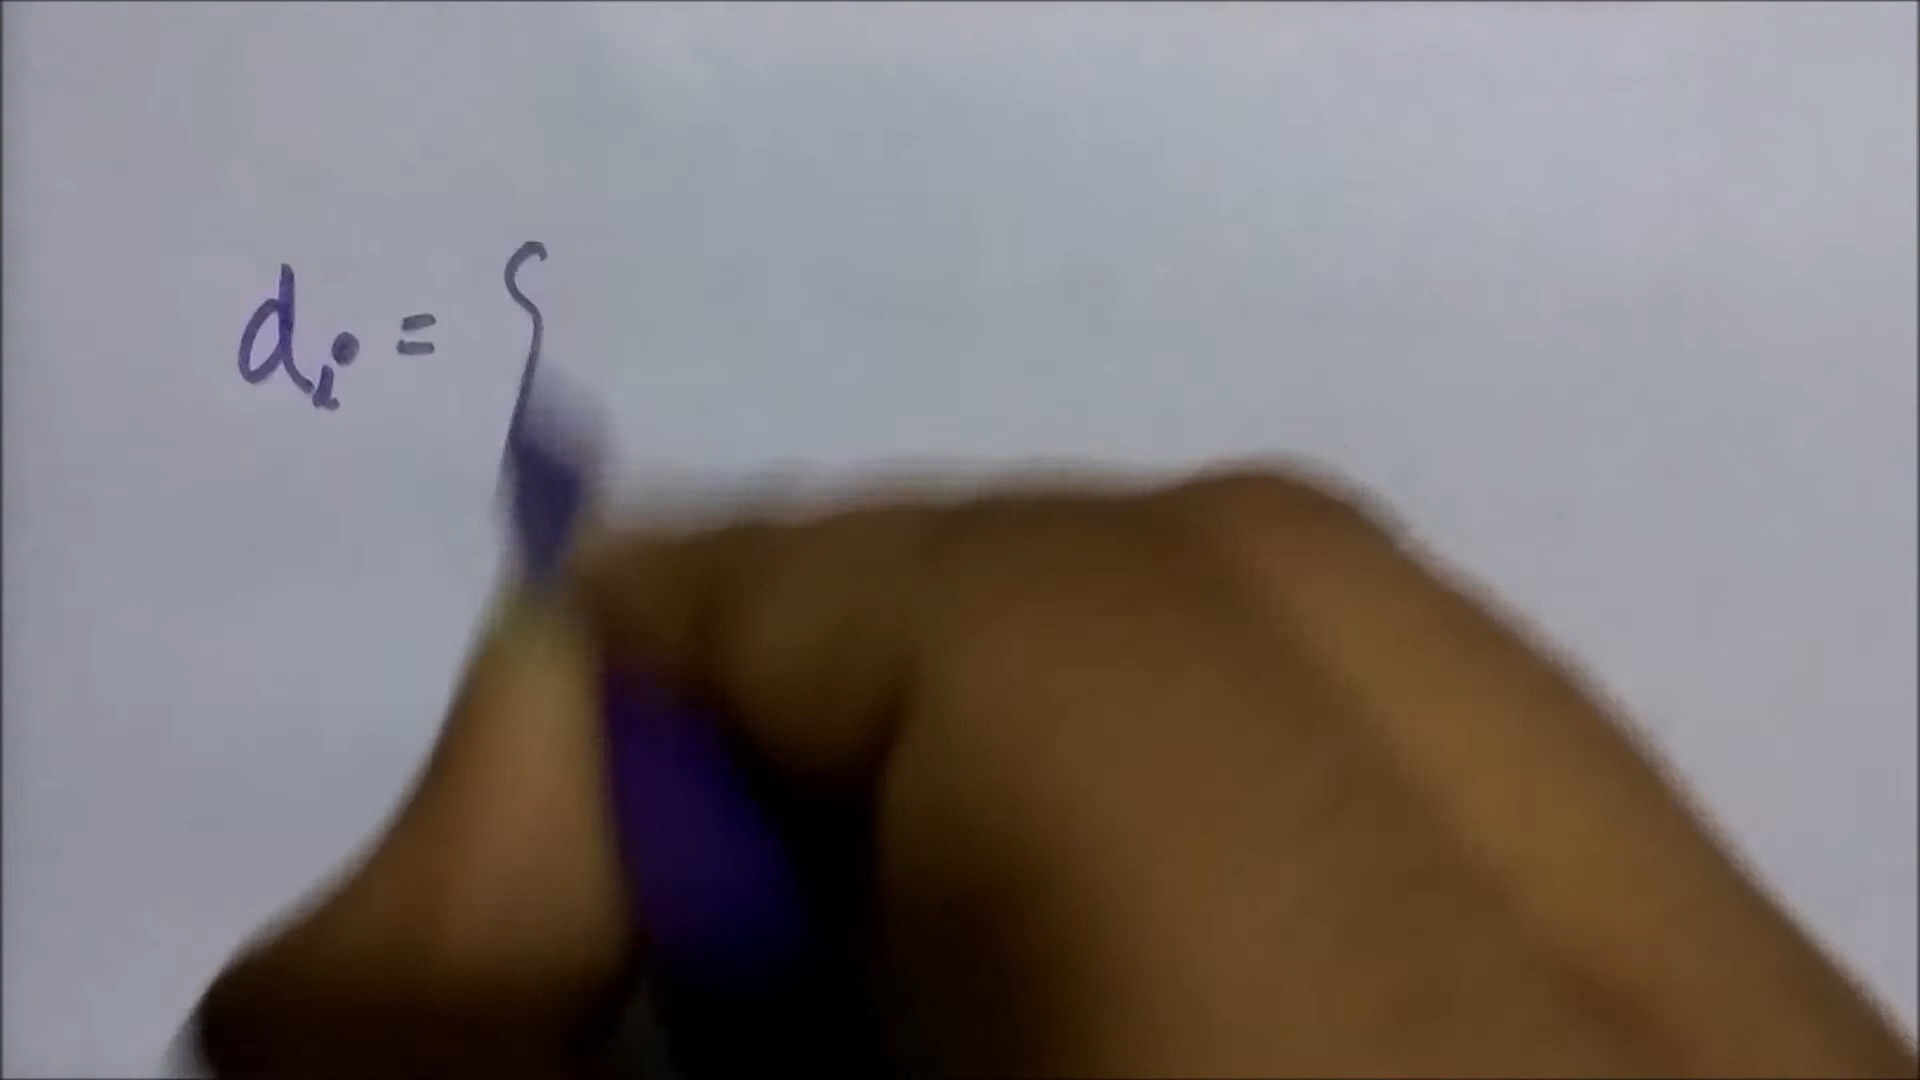 di = {